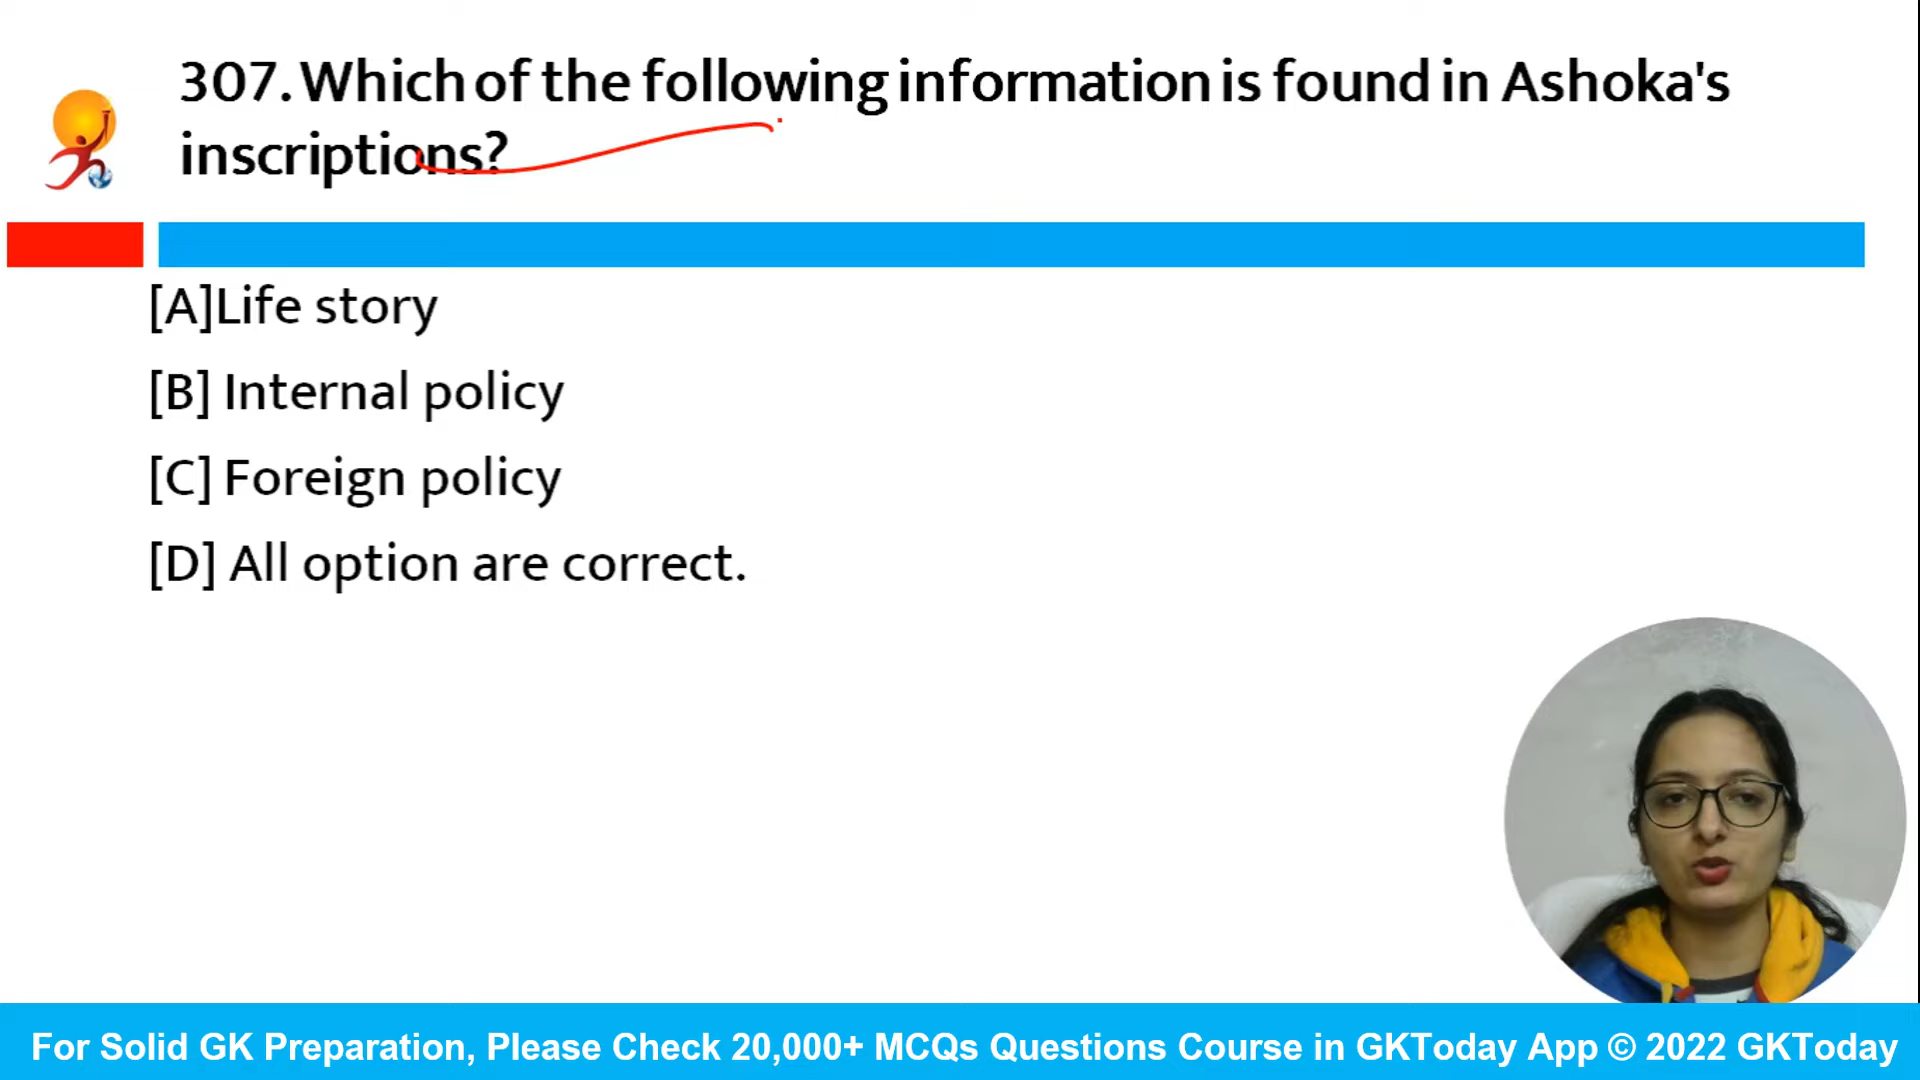 307. Which of the following information is found in Ashoka's
inscriptions?
[A]Life story
[B] Internal policy
[C] Foreign policy
[D] All option are correct.
For Solid GK Preparation, Please Check 20,000+ MCQs Questions Course in GKToday App © 2022 GKToday